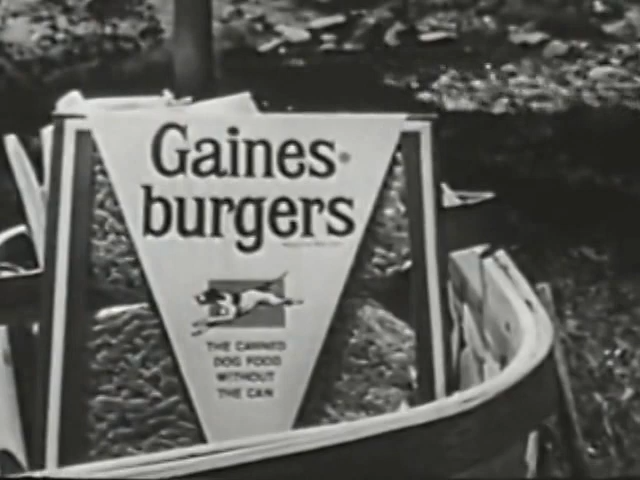 Gaines®
burgers
THE CANNED
DOG FOOD
WITHOUT
THE CAN